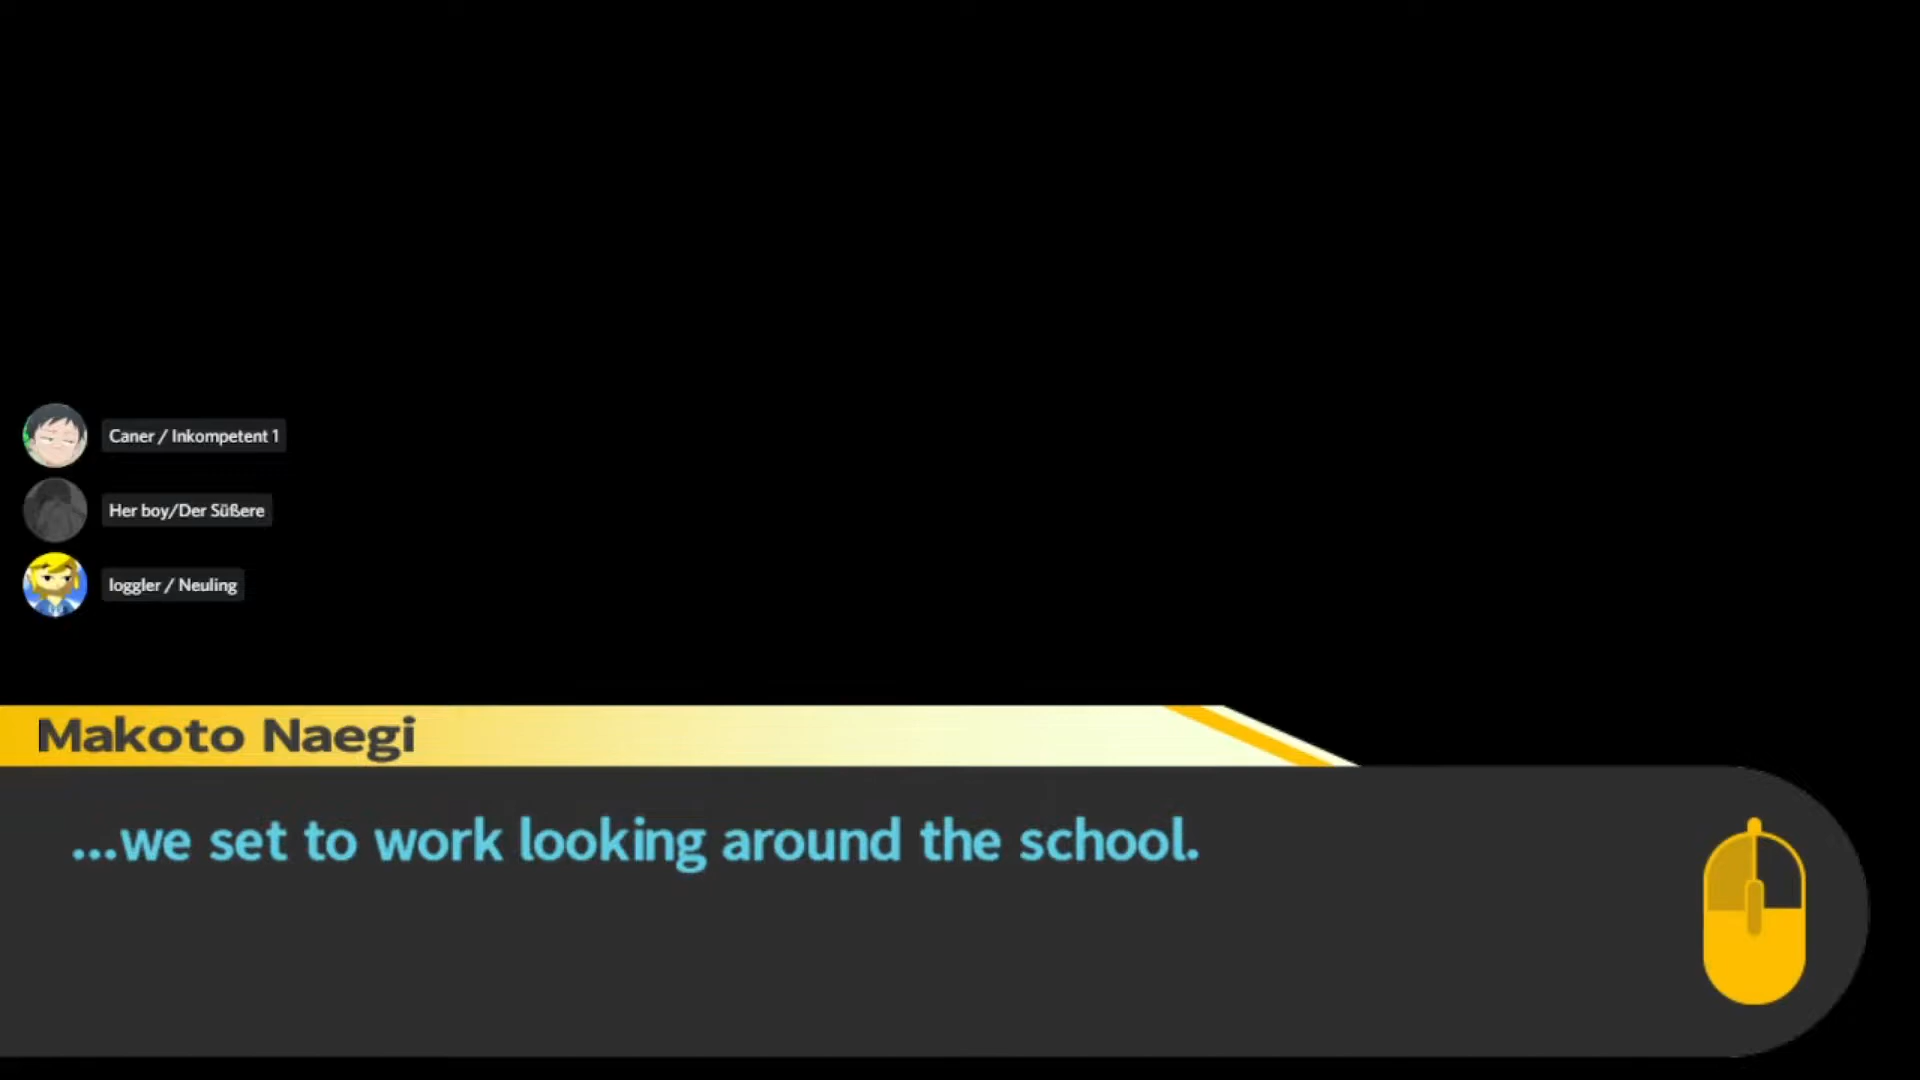 Caner / Inkompetent 1
Her boy/Der Süßere
loggler / Neuling
Makoto Naegi
...we set to work looking around the school.